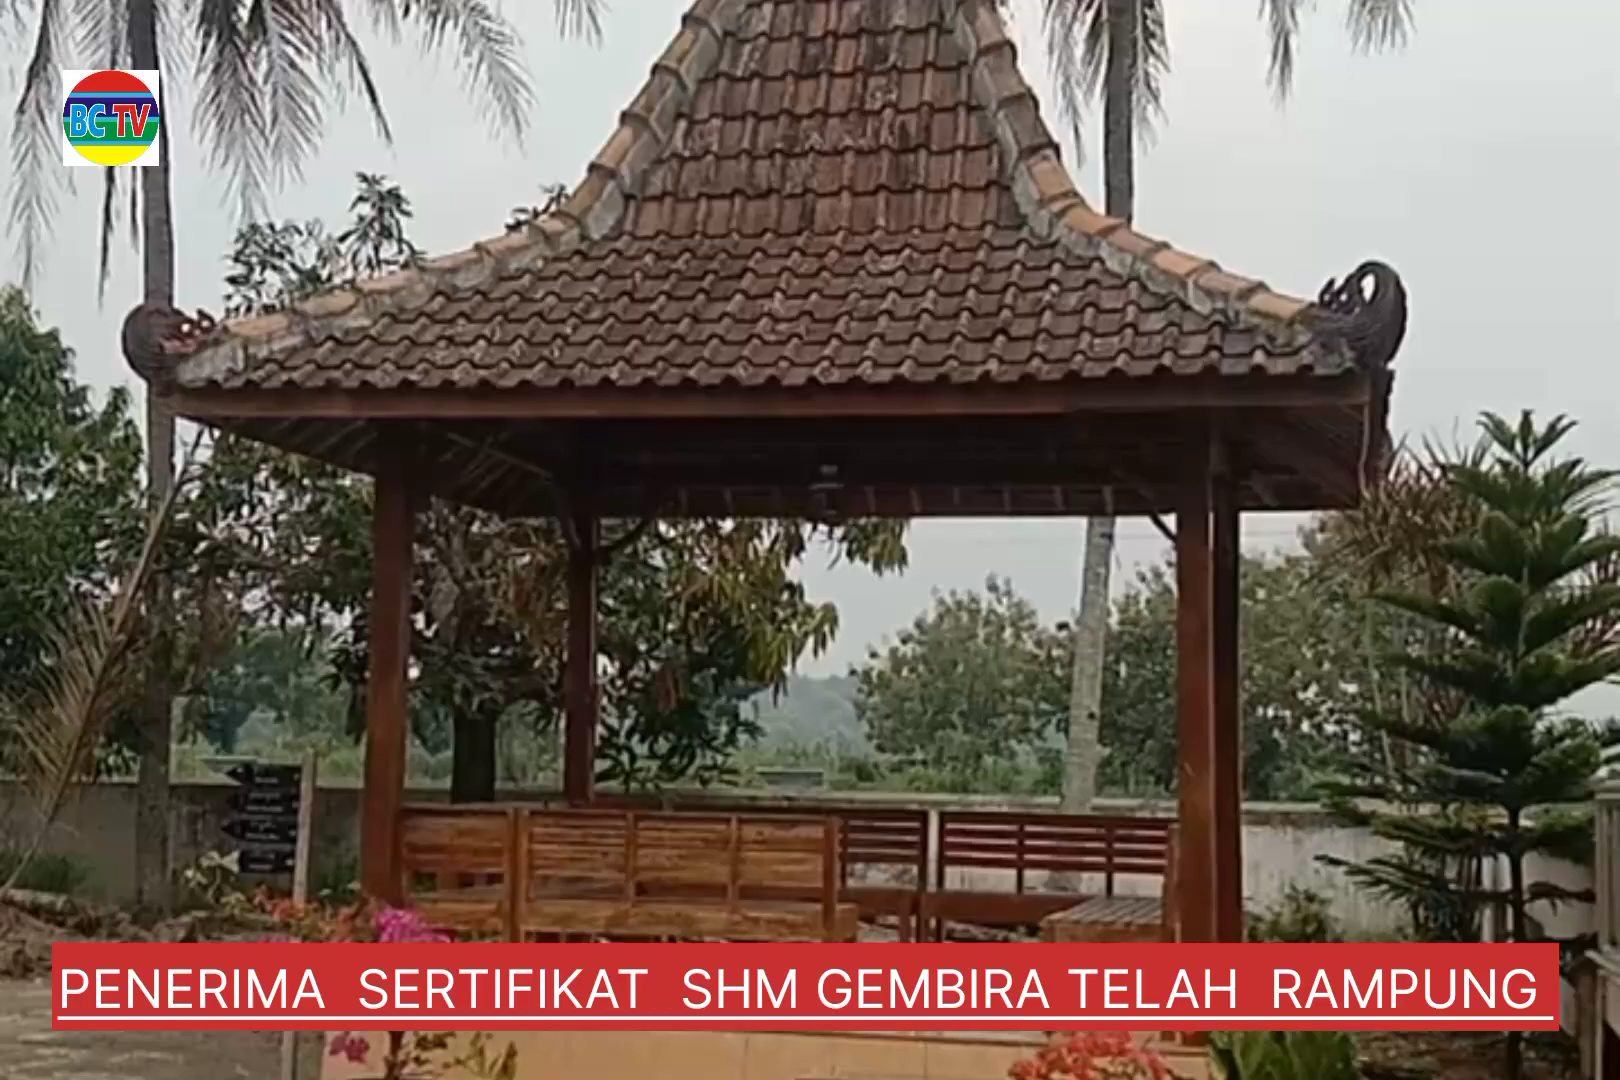 BC TV
PENERIMA SERTIFIKAT SHM GEMBIRA TELAH RAMPUNG